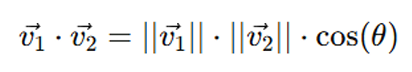 v⃗₁ · v⃗₂ = ||v⃗₁|| · ||v⃗₂|| · cos(θ)